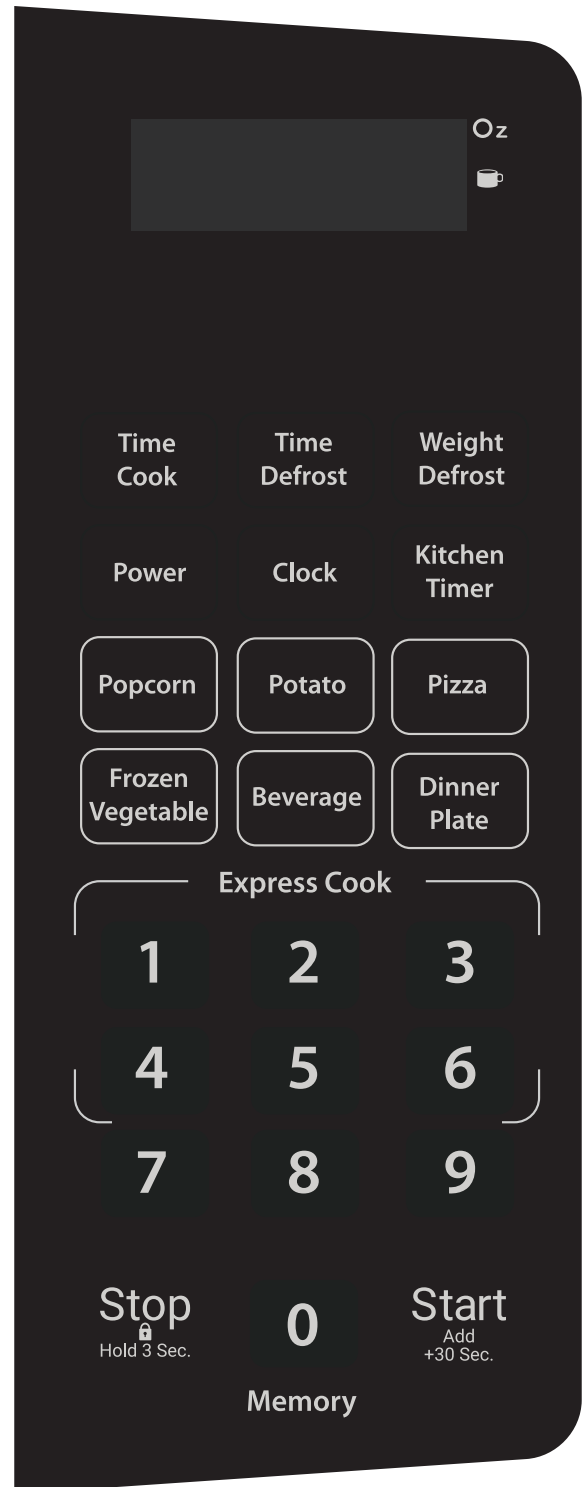 Oz
Time Cook
Time Defrost
Weight Defrost
Power
Clock
Kitchen Timer
Popcorn
Potato
Pizza
Frozen Vegetable
Beverage
Dinner Plate
Express Cook
1 2 3
4 5 6
7 8 9
Stop
Hold 3 Sec.
0
Memory
Start
Add
+30 Sec.